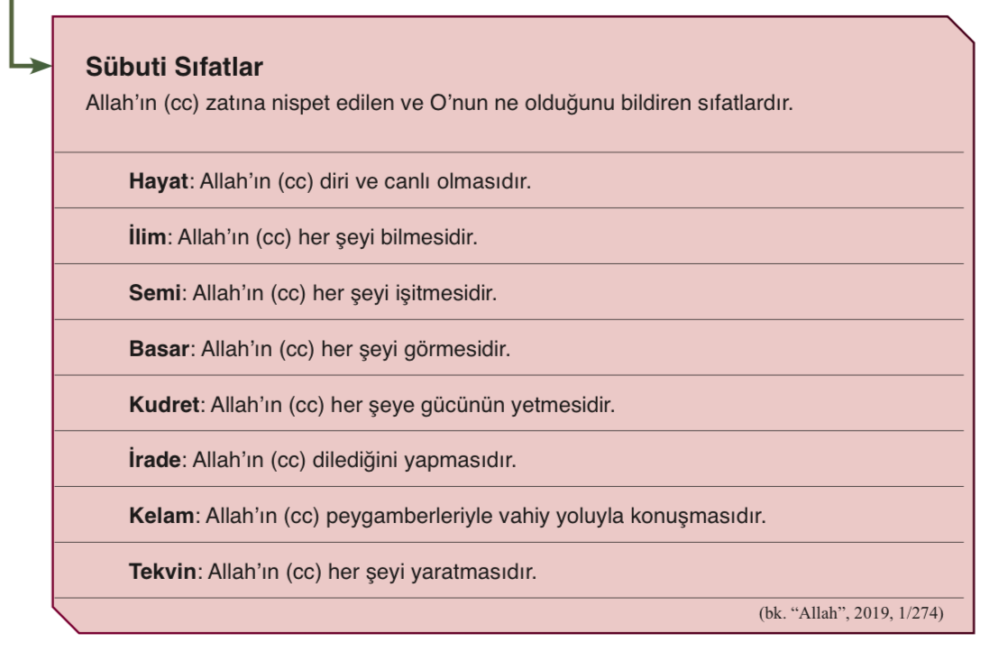 Sübuti Sıfatlar
Allah’ın (cc) zatına nispet edilen ve O’nun ne olduğunu bildiren sıfatlardır.
Hayat: Allah’ın (cc) diri ve canlı olmasıdır.
İlim: Allah’ın (cc) her şeyi bilmesidir.
Semi: Allah’ın (cc) her şeyi işitmesidir.
Basar: Allah’ın (cc) her şeyi görmesidir.
Kudret: Allah’ın (cc) her şeye gücünün yetmesidir.
İrade: Allah’ın (cc) dilediğini yapmasıdır.
Kelam: Allah’ın (cc) peygamberleriyle vahiy yoluyla konuşmasıdır.
Tekvin: Allah’ın (cc) her şeyi yaratmasıdır.
(bk. “Allah”, 2019, 1/274)